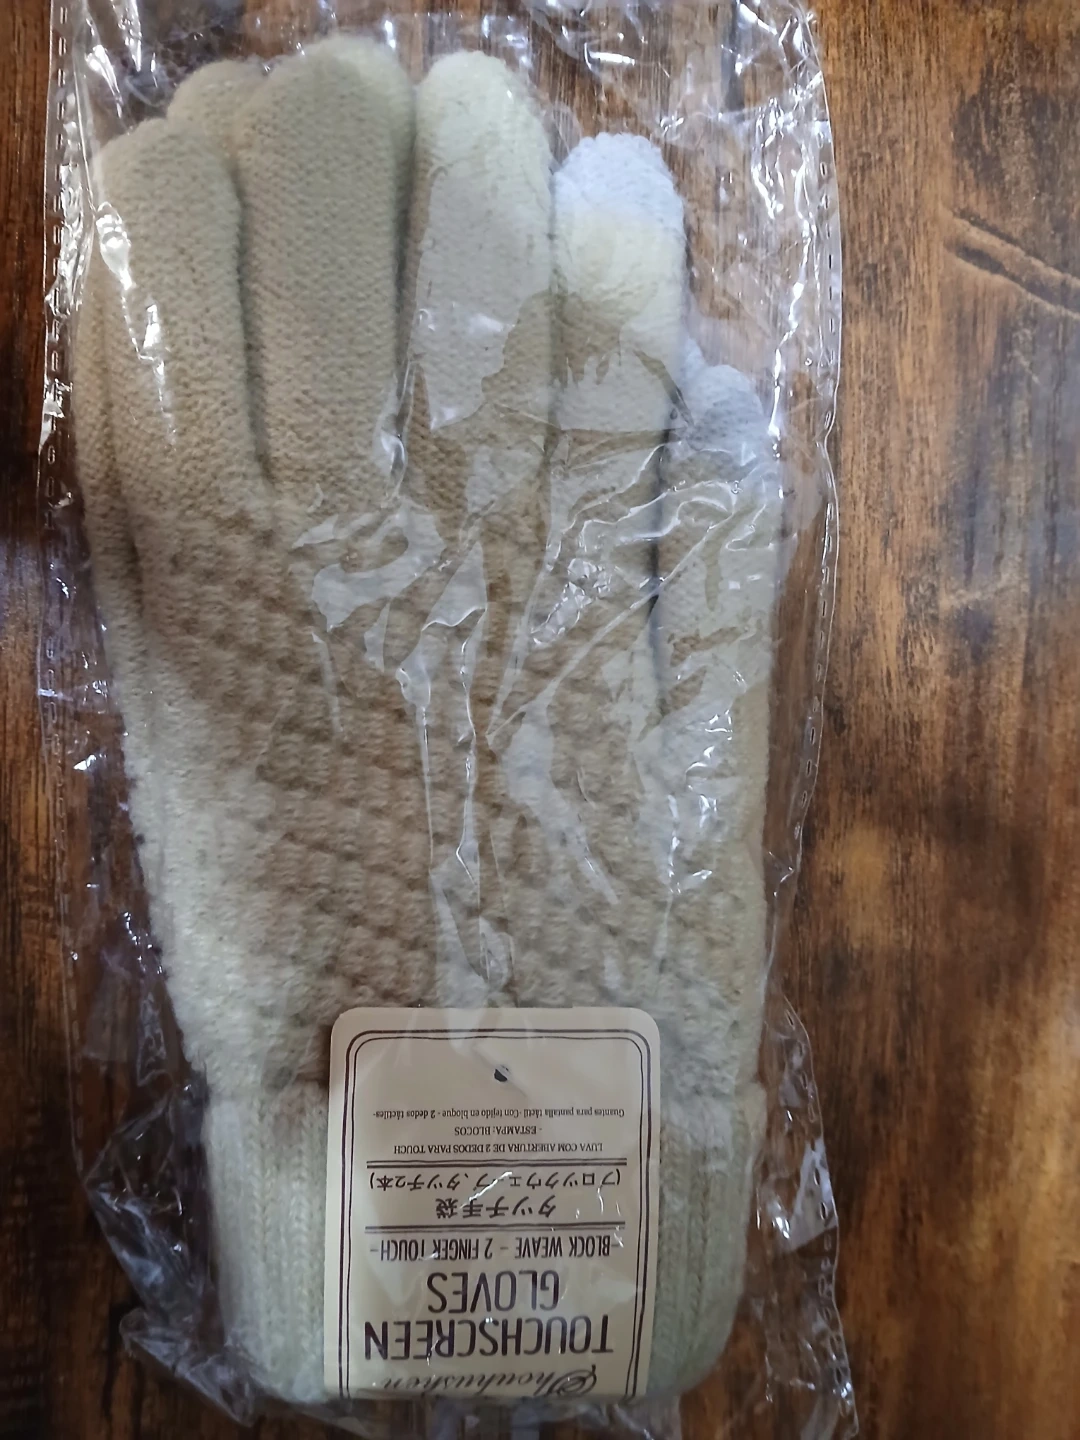 Chouhushon
TOUCHSCREEN
GLOVES
-BLOCK WEAVE - 2 FINGER TOUCH-
タッチ手袋
(ブロックウェーブ、タッチ2本)
LUVA COM ABERTURA DE 2 DEDOS PARA TOUCH
- ESTAMPA: BLOCOS
Guantes para pantalla táctil -Con tejido en bloque - 2 dedos táctiles-